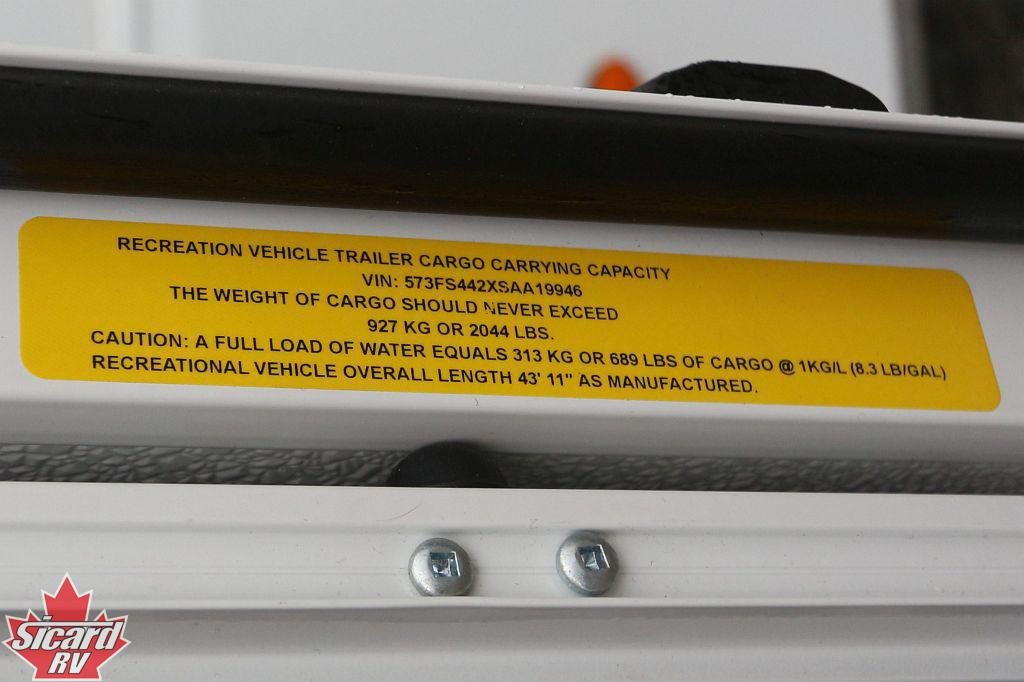 RECREATION VEHICLE TRAILER CARGO CARRYING CAPACITY
VIN: 573FS442XSAA19946
THE WEIGHT OF CARGO SHOULD NEVER EXCEED
927 KG OR 2044 LBS.
CAUTION: A FULL LOAD OF WATER EQUALS 313 KG OR 689 LBS OF CARGO @ 1KG/L (8.3 LB/GAL)
RECREATIONAL VEHICLE OVERALL LENGTH 43' 11" AS MANUFACTURED.
Sicard
RV